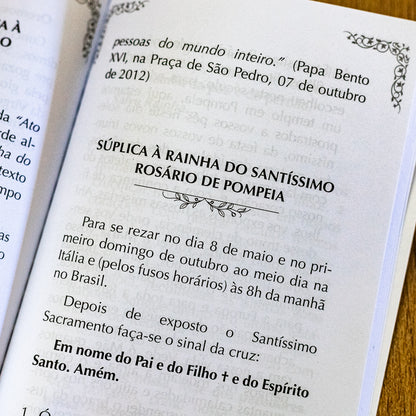 pessoas do mundo inteiro." (Papa Bento
XVI, na Praça de São Pedro, 07 de outubro
de 2012)
SÚPLICA À RAINHA DO SANTÍSSIMO
ROSÁRIO DE POMPEIA
Para se rezar no dia 8 de maio e no pri-
meiro domingo de outubro ao meio dia na
Itália e (pelos fusos horários) às 8h da manhã
no Brasil.
Depois de exposto o Santíssimo
Sacramento faça-se o sinal da cruz:
Em nome do Pai e do Filho ✝ e do Espírito
Santo. Amém.